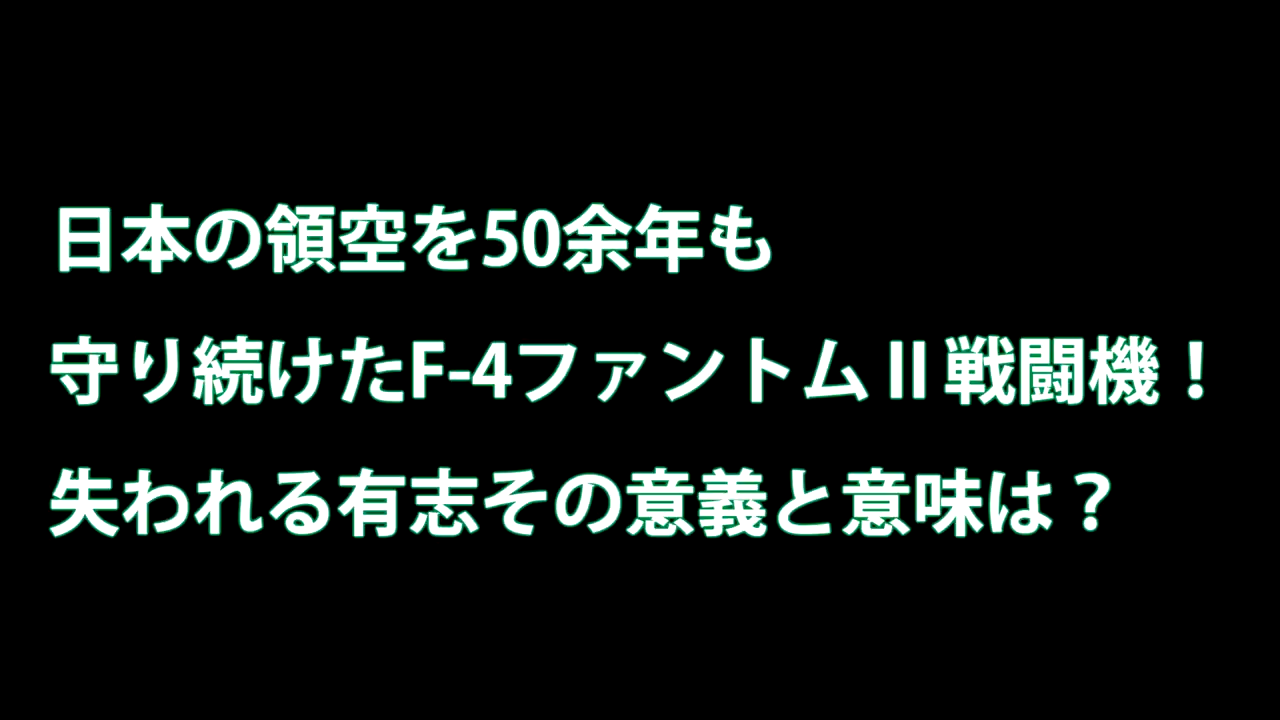 日本の領空を50余年も
守り続けたF-4ファントムⅡ戦闘機！
失われる有志その意義と意味は？